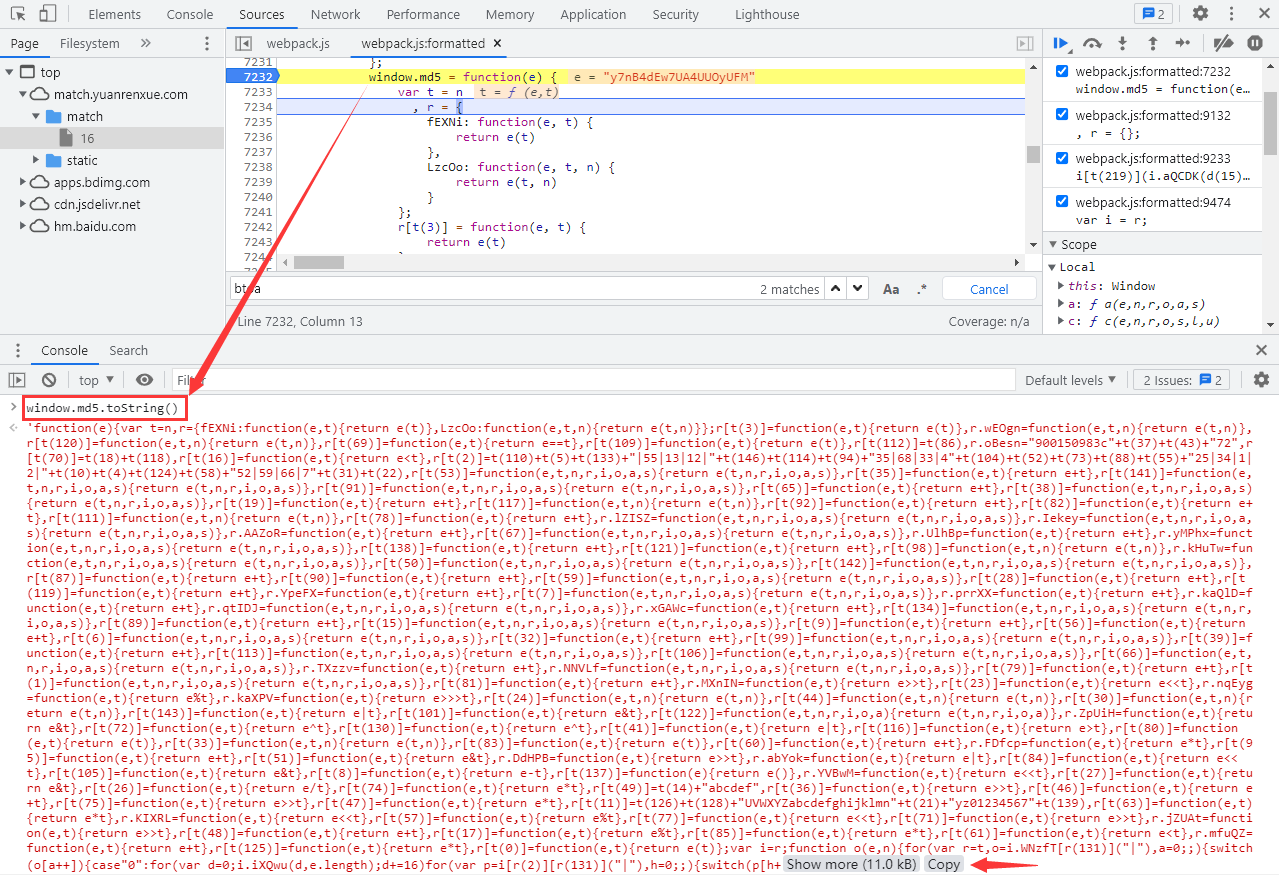 Elements Console Sources Network Performance Memory Application Security Lighthouse 2
Page Filesystem » webpack.js webpack.js:formatted ×
top
match.yuanrenxue.com
match
16
static
apps.bdimg.com
cdn.jsdelivr.net
hm.baidu.com
7231 };
7232 window.md5 = function(e) { e = "y7nB4dEw7UA4UUOyUFM"
7233 var t = n t = ƒ (e,t)
7234 , r = {
7235 fEXNi: function(e, t) {
7236 return e(t)
7237 },
7238 LzcOo: function(e, t, n) {
7239 return e(t, n)
7240 }
7241 };
7242 r[t(3)] = function(e, t) {
7243 return e(t)
7244
2 matches Aa .* Cancel
Line 7232, Column 13 Coverage: n/a
webpack.js:formatted:7232
window.md5 = function(e…
webpack.js:formatted:9132
, r = {};
webpack.js:formatted:9233
i[t(219)](i.aQCDK(d(15)…
webpack.js:formatted:9474
var i = r;
Scope
Local
this: Window
a: ƒ a(e,n,r,o,a,s)
c: ƒ c(e,n,r,o,s,l,u)
Console Search
top Default levels 2 Issues: 2
window.md5.toString()
'function(e){var t=n,r={fEXNi:function(e,t){return e(t)},LzcOo:function(e,t,n){return e(t,n)}};r[t(3)]=function(e,t){return e(t)},r.wEOgn=function(e,t,n){return e(t,n)},
r[t(120)]=function(e,t,n){return e(t,n)},r[t(69)]=function(e,t){return e==t},r[t(109)]=function(e,t){return e(t)},r[t(112)]=t(86),r.oBesn="900150983c"+t(37)+t(43)+"72",r
[t(70)]=t(18)+t(118),r[t(16)]=function(e,t){return e<t},r[t(2)]=t(110)+t(5)+t(133)+"|55|13|12|"+t(146)+t(114)+t(94)+"35|68|33|4"+t(104)+t(52)+t(73)+t(88)+t(55)+"25|34|1|
2|"+t(10)+t(4)+t(124)+t(58)+"52|59|66|7"+t(31)+t(22),r[t(53)]=function(e,t,n,r,i,o,a,s){return e(t,n,r,i,o,a,s)},r[t(35)]=function(e,t){return e+t},r[t(141)]=function(e,
t,n,r,i,o,a,s){return e(t,n,r,i,o,a,s)},r[t(91)]=function(e,t,n,r,i,o,a,s){return e(t,n,r,i,o,a,s)},r[t(65)]=function(e,t){return e+t},r[t(38)]=function(e,t,n,r,i,o,a,s)
{return e(t,n,r,i,o,a,s)},r[t(19)]=function(e,t){return e+t},r[t(117)]=function(e,t,n){return e(t,n)},r[t(92)]=function(e,t){return e+t},r[t(82)]=function(e,t){return e+
t},r[t(111)]=function(e,t,n){return e(t,n)},r[t(78)]=function(e,t){return e+t},r.lZISZ=function(e,t,n,r,i,o,a,s){return e(t,n,r,i,o,a,s)},r.Iekey=function(e,t,n,r,i,o,a,
s){return e(t,n,r,i,o,a,s)},r.AAZoR=function(e,t){return e+t},r[t(67)]=function(e,t,n,r,i,o,a,s){return e(t,n,r,i,o,a,s)},r.UlhBp=function(e,t){return e+t},r.yMPhx=funct
ion(e,t,n,r,i,o,a,s){return e(t,n,r,i,o,a,s)},r[t(138)]=function(e,t){return e+t},r[t(121)]=function(e,t){return e+t},r[t(98)]=function(e,t,n){return e(t,n)},r.kHuTw=fun
ction(e,t,n,r,i,o,a,s){return e(t,n,r,i,o,a,s)},r[t(50)]=function(e,t,n,r,i,o,a,s){return e(t,n,r,i,o,a,s)},r[t(142)]=function(e,t,n,r,i,o,a,s){return e(t,n,r,i,o,a,s)},
r[t(87)]=function(e,t){return e+t},r[t(90)]=function(e,t){return e+t},r[t(59)]=function(e,t,n,r,i,o,a,s){return e(t,n,r,i,o,a,s)},r[t(28)]=function(e,t){return e+t},r[t
(119)]=function(e,t){return e+t},r.YpeFX=function(e,t){return e+t},r[t(7)]=function(e,t,n,r,i,o,a,s){return e(t,n,r,i,o,a,s)},r.prrXX=function(e,t){return e+t},r.kaQlD=f
unction(e,t){return e+t},r.qtIDJ=function(e,t,n,r,i,o,a,s){return e(t,n,r,i,o,a,s)},r.xGAWc=function(e,t){return e+t},r[t(134)]=function(e,t,n,r,i,o,a,s){return e(t,n,r,
i,o,a,s)},r[t(89)]=function(e,t){return e+t},r[t(15)]=function(e,t,n,r,i,o,a,s){return e(t,n,r,i,o,a,s)},r[t(9)]=function(e,t){return e+t},r[t(56)]=function(e,t){return
e+t},r[t(6)]=function(e,t,n,r,i,o,a,s){return e(t,n,r,i,o,a,s)},r[t(32)]=function(e,t){return e+t},r[t(99)]=function(e,t,n,r,i,o,a,s){return e(t,n,r,i,o,a,s)},r[t(39)]=
function(e,t){return e+t},r[t(113)]=function(e,t,n,r,i,o,a,s){return e(t,n,r,i,o,a,s)},r[t(106)]=function(e,t,n,r,i,o,a,s){return e(t,n,r,i,o,a,s)},r[t(66)]=function(e,t,
n,r,i,o,a,s){return e(t,n,r,i,o,a,s)},r.TXzzv=function(e,t){return e+t},r.NNVLf=function(e,t,n,r,i,o,a,s){return e(t,n,r,i,o,a,s)},r[t(79)]=function(e,t){return e+t},r[t
(1)]=function(e,t,n,r,i,o,a,s){return e(t,n,r,i,o,a,s)},r[t(81)]=function(e,t){return e+t},r.MXnIN=function(e,t){return e>>t},r[t(23)]=function(e,t){return e<<t},r.nqEyg
=function(e,t){return e%t},r.kaXPV=function(e,t){return e>>>t},r[t(24)]=function(e,t,n){return e(t,n)},r[t(44)]=function(e,t,n){return e(t,n)},r[t(30)]=function(e,t,n){r
eturn e(t,n)},r[t(143)]=function(e,t){return e|t},r[t(101)]=function(e,t){return e&t},r[t(122)]=function(e,t,n,r,i,o,a){return e(t,n,r,i,o,a)},r.ZpUiH=function(e,t){retu
rn e&t},r[t(72)]=function(e,t){return e^t},r[t(130)]=function(e,t){return e^t},r[t(41)]=function(e,t){return e|t},r[t(116)]=function(e,t){return e>t},r[t(80)]=function
(e,t){return e(t)},r[t(33)]=function(e,t,n){return e(t,n)},r[t(83)]=function(e,t){return e(t)},r[t(60)]=function(e,t){return e+t},r.FDfcp=function(e,t){return e*t},r[t(9
5)]=function(e,t){return e+t},r[t(51)]=function(e,t){return e&t},r.DdHPB=function(e,t){return e>>t},r.abYok=function(e,t){return e|t},r[t(84)]=function(e,t){return e<<
t},r[t(105)]=function(e,t){return e&t},r[t(8)]=function(e,t){return e-t},r[t(137)]=function(e){return e()},r.YVBwM=function(e,t){return e<<t},r[t(27)]=function(e,t){retur
n e&t},r[t(26)]=function(e,t){return e/t},r[t(74)]=function(e,t){return e*t},r[t(49)]=t(14)+"abcdef",r[t(36)]=function(e,t){return e>>t},r[t(46)]=function(e,t){return e
+t},r[t(75)]=function(e,t){return e>>t},r[t(47)]=function(e,t){return e*t},r[t(11)]=t(126)+t(128)+"UVWXYZabcdefghijklmn"+t(21)+"yz01234567"+t(139),r[t(63)]=function(e,t)
{return e*t},r.KIXRL=function(e,t){return e<<t},r[t(57)]=function(e,t){return e%t},r[t(77)]=function(e,t){return e<<t},r[t(71)]=function(e,t){return e>>t},r.jZUAt=functi
on(e,t){return e>>t},r[t(48)]=function(e,t){return e+t},r[t(17)]=function(e,t){return e%t},r[t(85)]=function(e,t){return e*t},r[t(61)]=function(e,t){return e<t},r.mfuQZ=
function(e,t){return e+t},r[t(125)]=function(e,t){return e*t},r[t(0)]=function(e,t){return e<t};var i=r;function o(e,n){for(var r=t,o=i.WNzfT[r(131)]("|"),a=0;;){switch
(o[a++]){case"0":for(var d=0;i.iXQwu(d,e.length);d+=16)for(var p=i[r(2)][r(131)]("|"),h=0;;){switch(p[h+ Show more (11.0 kB) Copy